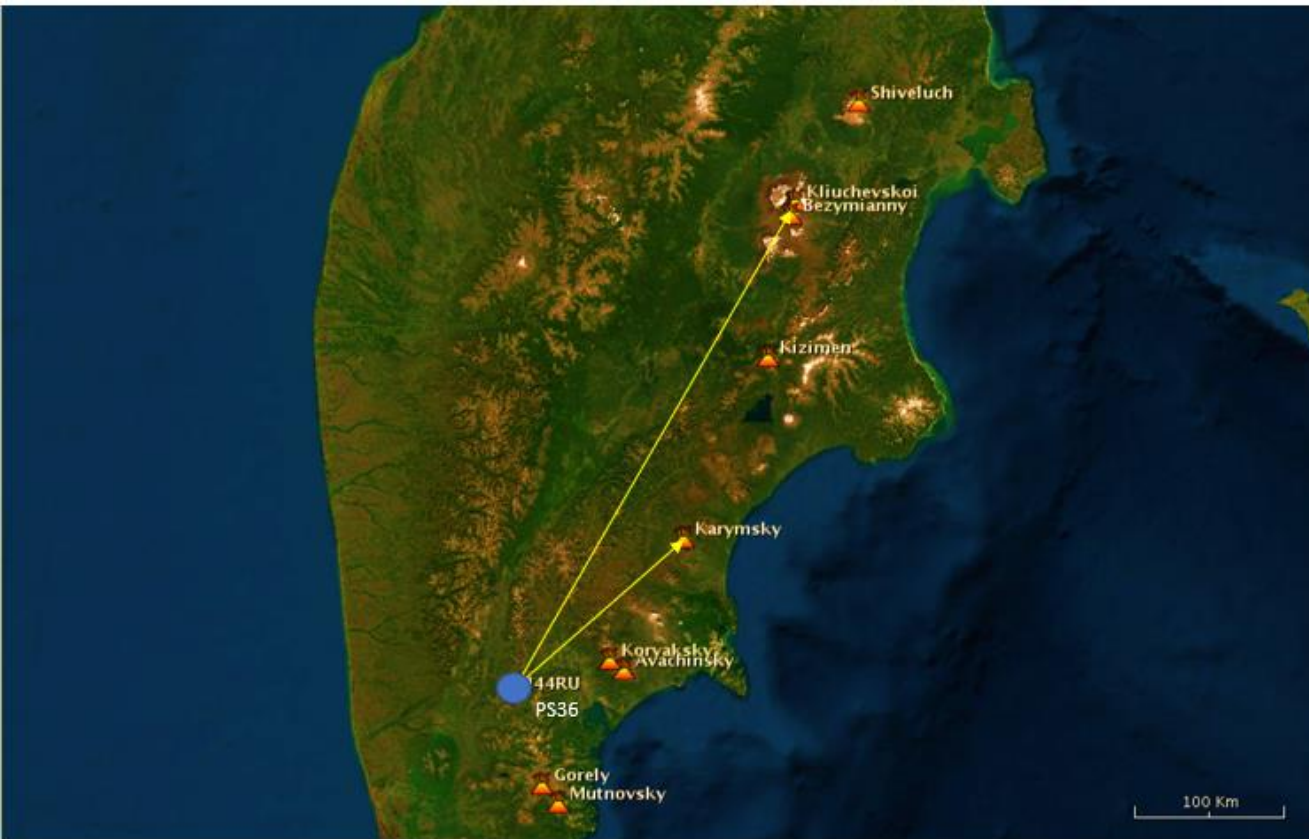 Shiveluch
Kliuchevskoi
Bezymianny
Kizimen
Karymsky
Koryaksky
Avachinsky
I44RU
PS36
Gorely
Mutnovsky
100 Km